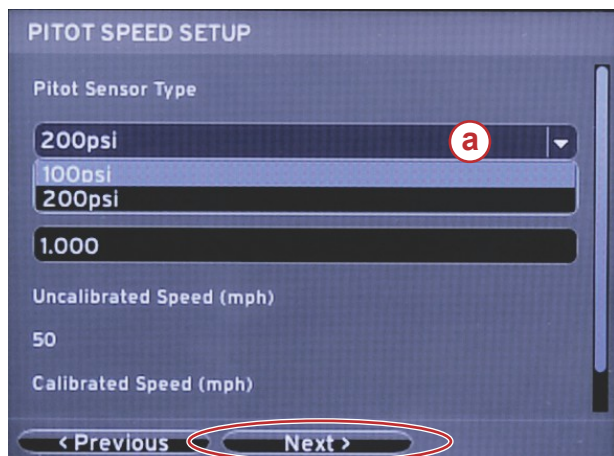 PITOT SPEED SETUP
Pitot Sensor Type
200psi
a
100psi
200psi
1.000
Uncalibrated Speed (mph)
50
Calibrated Speed (mph)
< Previous
Next >